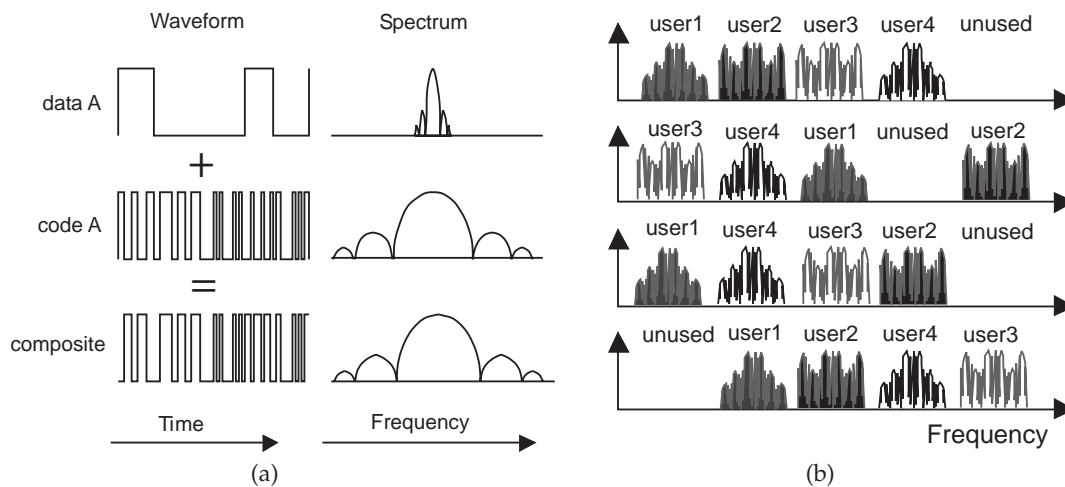 Waveform Spectrum
data A
+
code A
=
composite
Time Frequency
(a)
user1 user2 user3 user4 unused
user3 user4 user1 unused user2
user1 user4 user3 user2 unused
unused user1 user2 user4 user3
Frequency
(b)